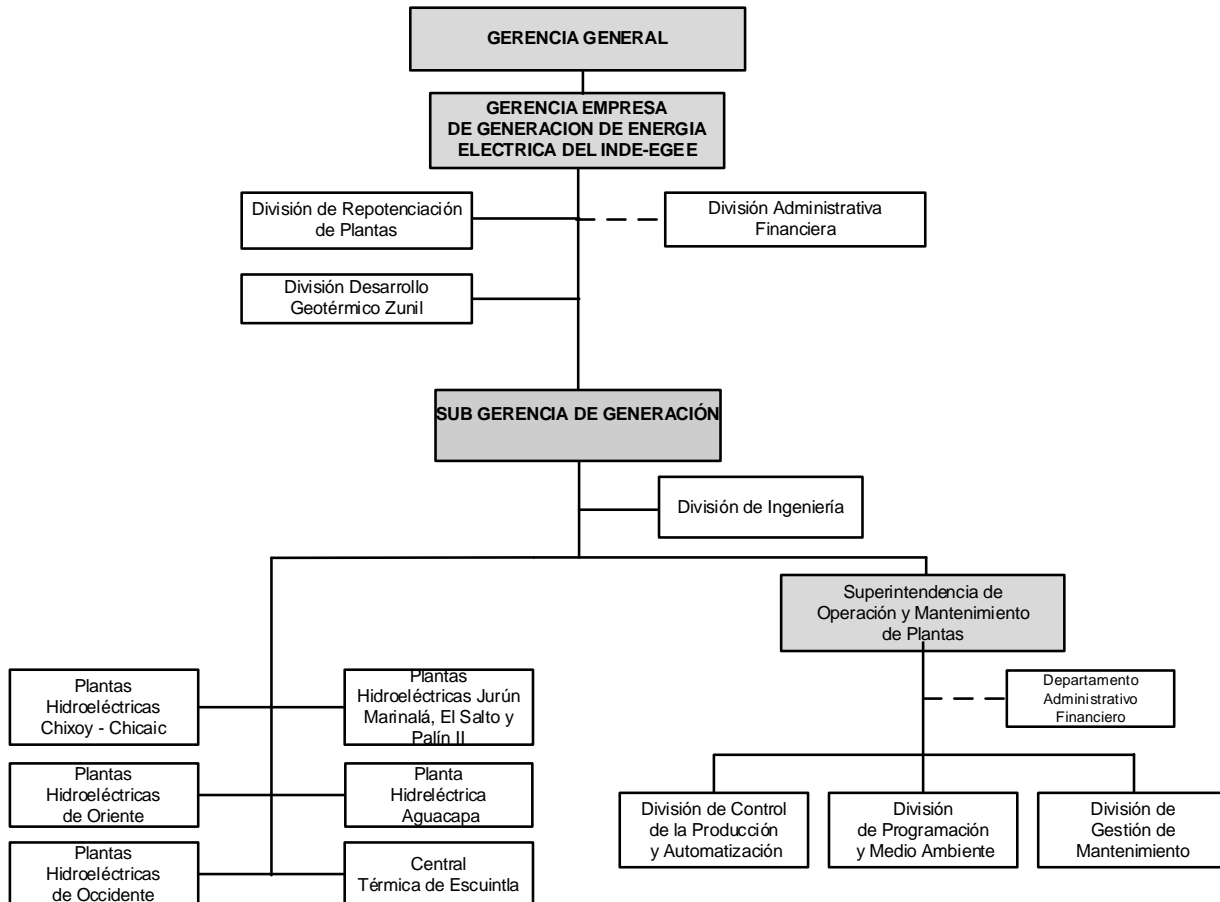 GERENCIA GENERAL
GERENCIA EMPRESA
DE GENERACION DE ENERGIA
ELECTRICA DEL INDE-EGEE
División de Repotenciación
de Plantas
División Administrativa
Financiera
División Desarrollo
Geotérmico Zunil
SUB GERENCIA DE GENERACIÓN
División de Ingeniería
Superintendencia de
Operación y Mantenimiento
de Plantas
Plantas
Hidroeléctricas
Chixoy - Chicaic
Plantas
Hidroeléctricas Jurún
Marinalá, El Salto y
Palín II
Departamento
Administrativo
Financiero
Plantas
Hidroeléctricas
de Oriente
Planta
Hidreléctrica
Aguacapa
División de Control
de la Producción
y Automatización
División
de Programación
y Medio Ambiente
División de
Gestión de
Mantenimiento
Plantas
Hidroeléctricas
de Occidente
Central
Térmica de Escuintla